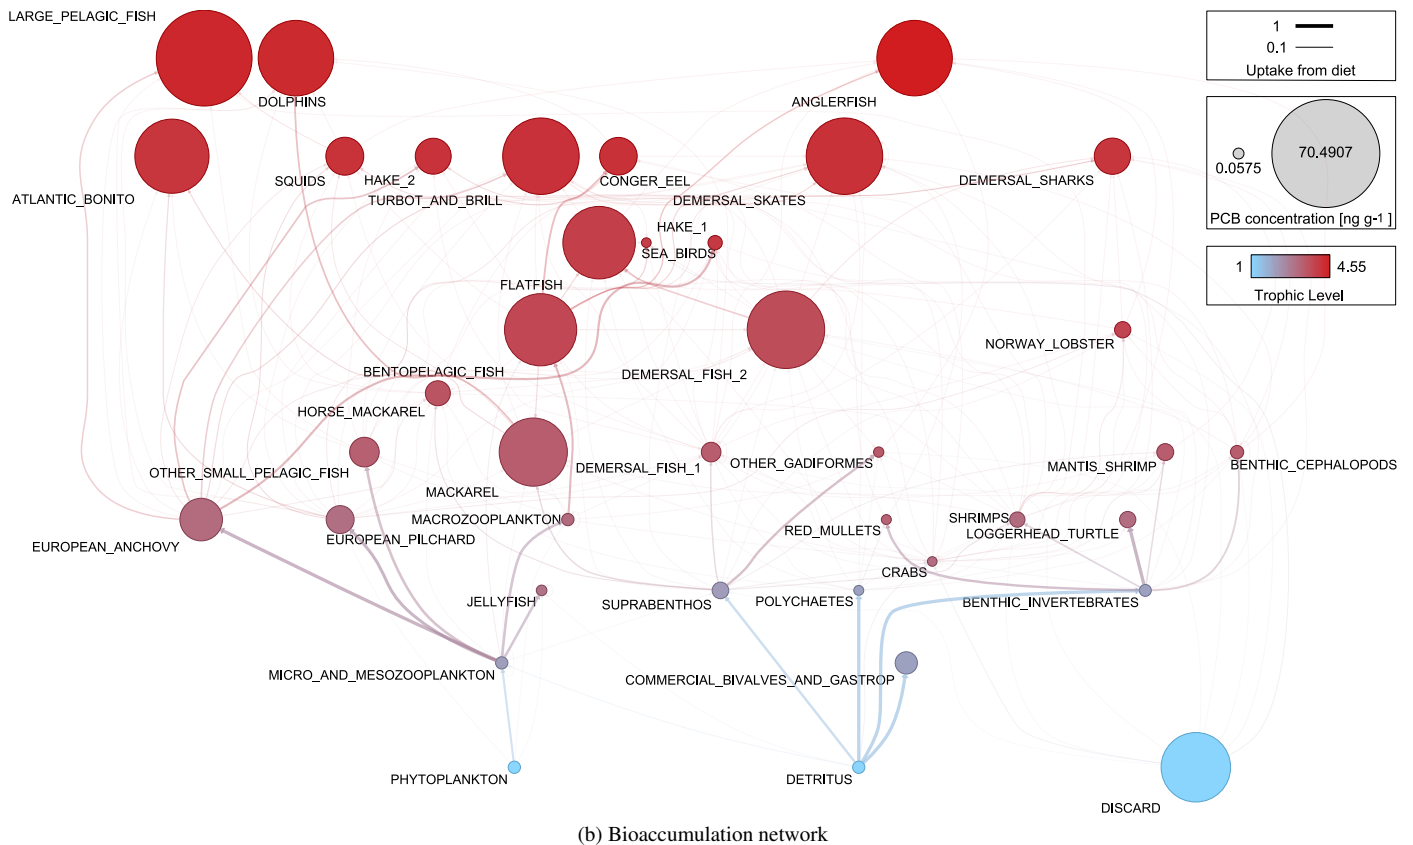 LARGE_PELAGIC_FISH
DOLPHINS
ANGLERFISH
1
0.1
Uptake from diet
0.0575
70.4907
PCB concentration [ng g-1 ]
1
4.55
Trophic Level
ATLANTIC_BONITO
SQUIDS
HAKE_2
TURBOT_AND_BRILL
CONGER_EEL
DEMERSAL_SKATES
DEMERSAL_SHARKS
HAKE_1
SEA_BIRDS
FLATFISH
BENTOPELAGIC_FISH
DEMERSAL_FISH_2
NORWAY_LOBSTER
HORSE_MACKAREL
OTHER_SMALL_PELAGIC_FISH
MACKAREL
DEMERSAL_FISH_1
OTHER_GADIFORMES
MANTIS_SHRIMP
BENTHIC_CEPHALOPODS
EUROPEAN_ANCHOVY
EUROPEAN_PILCHARD
MACROZOOPLANKTON
RED_MULLETS
SHRIMPS
LOGGERHEAD_TURTLE
CRABS
JELLYFISH
SUPRABENTHOS
POLYCHAETES
BENTHIC_INVERTEBRATES
MICRO_AND_MESOZOOPLANKTON
COMMERCIAL_BIVALVES_AND_GASTROP
PHYTOPLANKTON
DETRITUS
DISCARD
(b) Bioaccumulation network